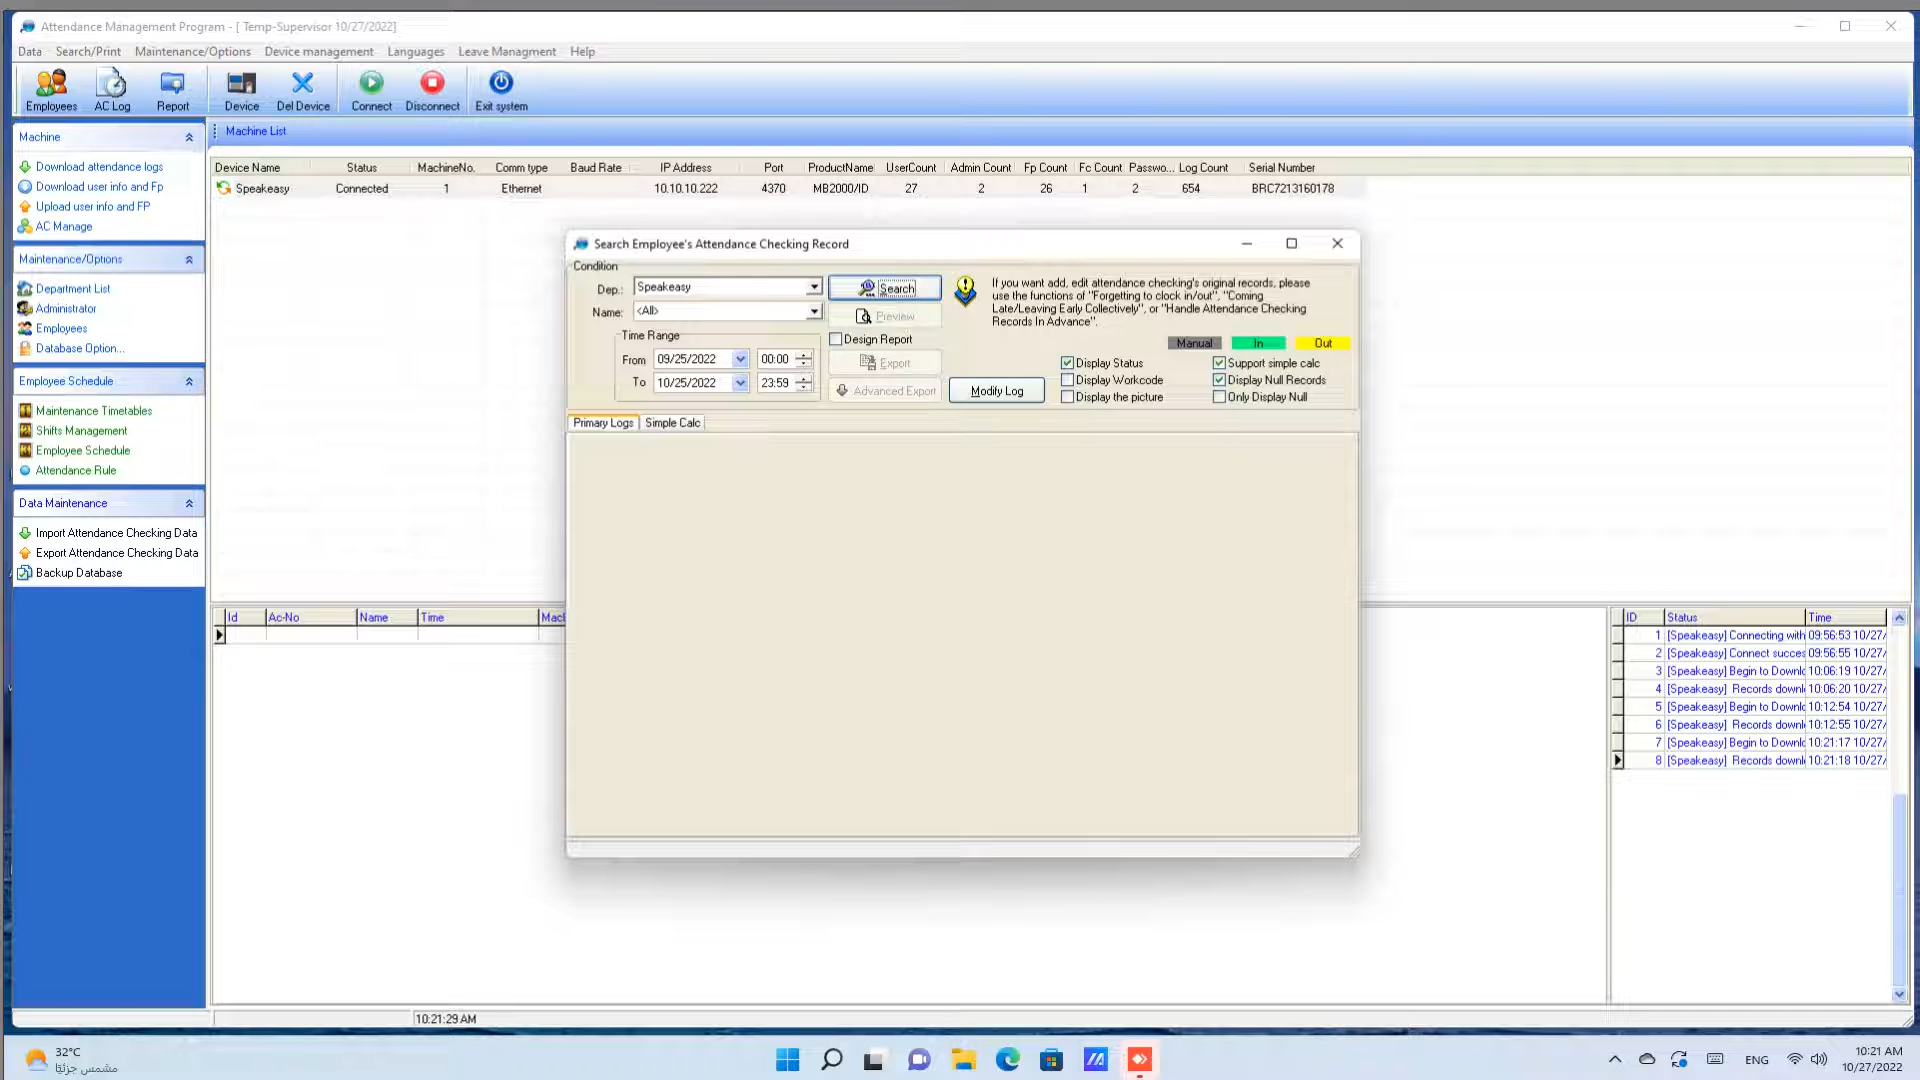 Attendance Management Program - [ Temp-Supervisor 10/27/2022]
Data Search/Print Maintenance/Options Device management Languages Leave Managment Help
Employees AC Log Report Device Del Device Connect Disconnect Exit system
Machine
Download attendance logs
Download user info and Fp
Upload user info and FP
AC Manage
Maintenance/Options
Department List
Administrator
Employees
Database Option...
Employee Schedule
Maintenance Timetables
Shifts Management
Employee Schedule
Attendance Rule
Data Maintenance
Import Attendance Checking Data
Export Attendance Checking Data
Backup Database
Machine List
Device Name Status MachineNo. Comm type Baud Rate IP Address Port ProductName UserCount Admin Count Fp Count Fc Count Passwo... Log Count Serial Number
Speakeasy Connected 1 Ethernet 10.10.10.222 4370 MB2000/ID 27 2 26 1 2 654 BRC7213160178
Search Employee's Attendance Checking Record
Condition
Dep.: Speakeasy
Name: <All>
Time Range
From 09/25/2022 00:00
To 10/25/2022 23:59
Search
Preview
Design Report
Export
Advanced Export
Modify Log
If you want add, edit attendance checking's original records, please
use the functions of "Forgetting to clock in/out", "Coming
Late/Leaving Early Collectively", or "Handle Attendance Checking
Records In Advance".
Manual In Out
Display Status Support simple calc
Display Workcode Display Null Records
Display the picture Only Display Null
Primary Logs Simple Calc
Id Ac-No Name Time
ID Status Time
1 [Speakeasy] Connecting with 09:56:53 10/27/
2 [Speakeasy] Connect succes 09:56:55 10/27/
3 [Speakeasy] Begin to Downlo 10:06:19 10/27/
4 [Speakeasy] Records downl 10:06:20 10/27/
5 [Speakeasy] Begin to Downlo 10:12:54 10/27/
6 [Speakeasy] Records downl 10:12:55 10/27/
7 [Speakeasy] Begin to Downlo 10:21:17 10/27/
8 [Speakeasy] Records downl 10:21:18 10/27/
10:21:29 AM
32°C
مشمس جزئيًا
ENG
10:21 AM
10/27/2022